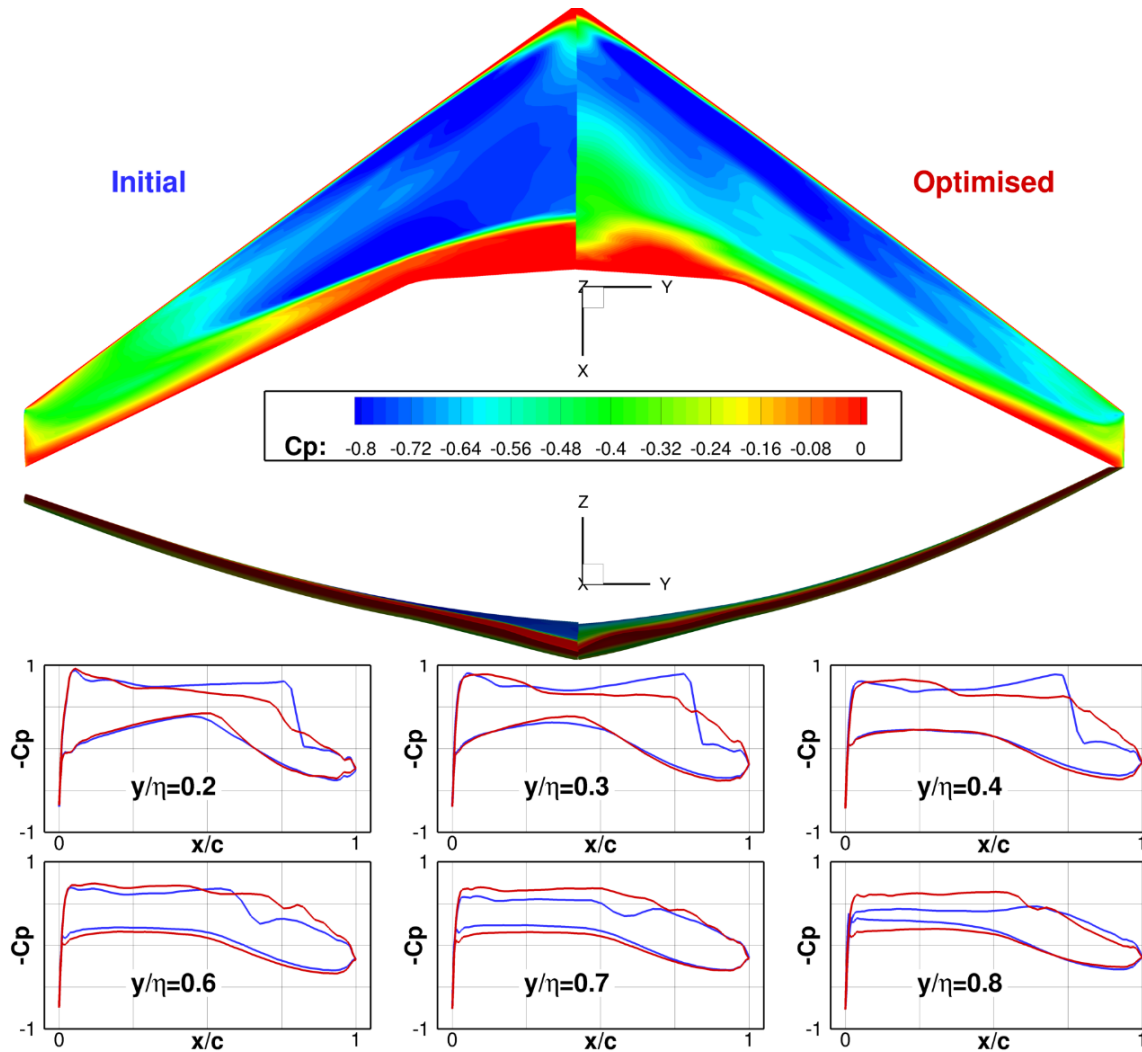 Initial
Optimised
Z Y
X
Cp: -0.8 -0.72 -0.64 -0.56 -0.48 -0.4 -0.32 -0.24 -0.16 -0.08 0
Z
X Y
1
-Cp
y/η=0.2
-1
0 x/c 1
1
-Cp
y/η=0.3
-1
0 x/c 1
1
-Cp
y/η=0.4
-1
0 x/c 1
1
-Cp
y/η=0.6
-1
0 x/c 1
1
-Cp
y/η=0.7
-1
0 x/c 1
1
-Cp
y/η=0.8
-1
0 x/c 1